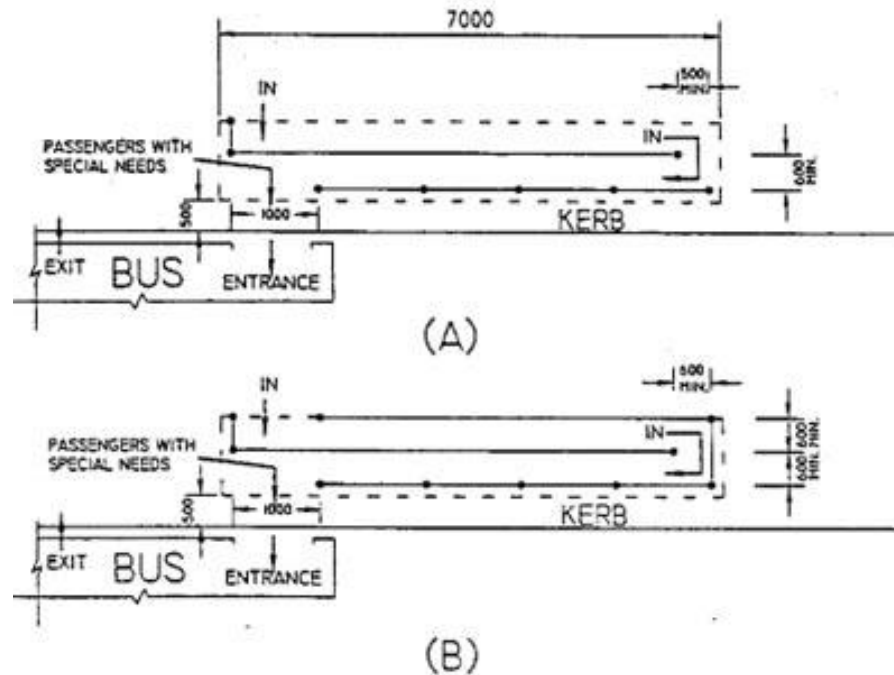 7000
500
MIN.
IN
IN
PASSENGERS WITH
SPECIAL NEEDS
600
MIN.
500
1000
KERB
EXIT
BUS
ENTRANCE
(A)
500
MIN.
IN
IN
PASSENGERS WITH
SPECIAL NEEDS
600
MIN.
600
MIN.
500
1000
KERB
EXIT
BUS
ENTRANCE
(B)